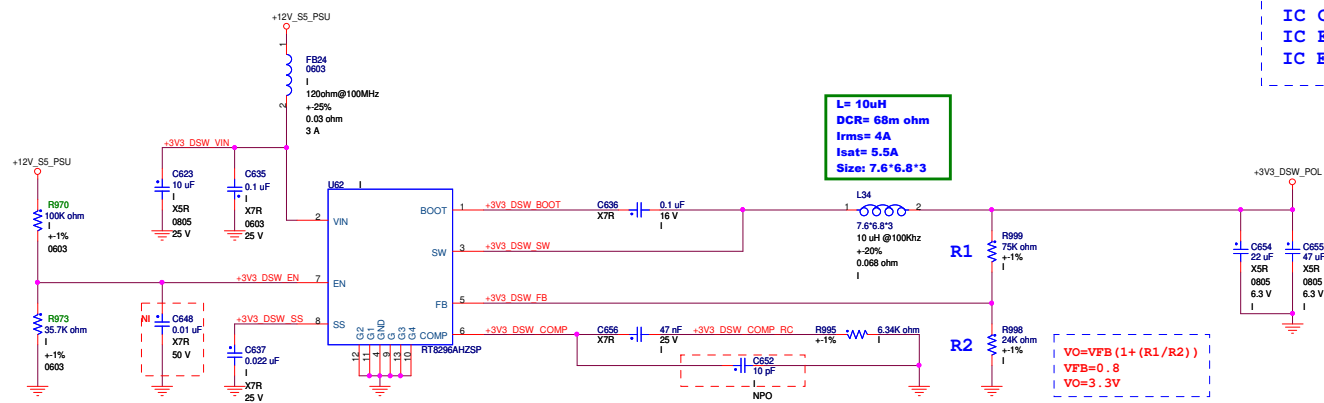 +12V_S5_PSU
IC
IC
IC
1
FB24
0603
I
120ohm@100MHz
+-25%
0.03 ohm
3 A
2
L= 10uH
DCR= 68m ohm
Irms= 4A
Isat= 5.5A
Size: 7.6*6.8*3
+12V_S5_PSU
R970
100K ohm
I
+-1%
0603
+3V3_DSW_VIN
C623
10 uF
I
X5R
0805
25 V
C635
0.1 uF
I
X7R
0603
25 V
U62
I
2
VIN
BOOT
1
+3V3_DSW_BOOT
C636
X7R
0.1 uF
16 V
I
L34
1
2
7.6*6.8*3
10 uH @100Khz
+-20%
0.068 ohm
I
+3V3_DSW_POL
SW
3
+3V3_DSW_SW
R1
R999
75K ohm
+-1%
I
C654
22 uF
I
X5R
0805
6.3 V
I
C655
47 uF
I
X5R
0805
6.3 V
I
+3V3_DSW_EN
7
EN
FB
5
+3V3_DSW_FB
R973
35.7K ohm
I
+-1%
0603
NI
C648
0.01 uF
X7R
50 V
+3V3_DSW_SS
8
SS
C637
0.022 uF
I
X7R
25 V
COMP
6
+3V3_DSW_COMP
C656
X7R
47 nF
25 V
I
+3V3_DSW_COMP_RC
R995
+-1%
6.34K ohm
I
G2
G1
GND
G
G3
G4
12
11
4
9
13
10
RT8296AHZSP
C652
10 pF
I
NPO
R2
R998
24K ohm
+-1%
I
VO=VFB(1+(R1/R2))
VFB=0.8
VO=3.3V